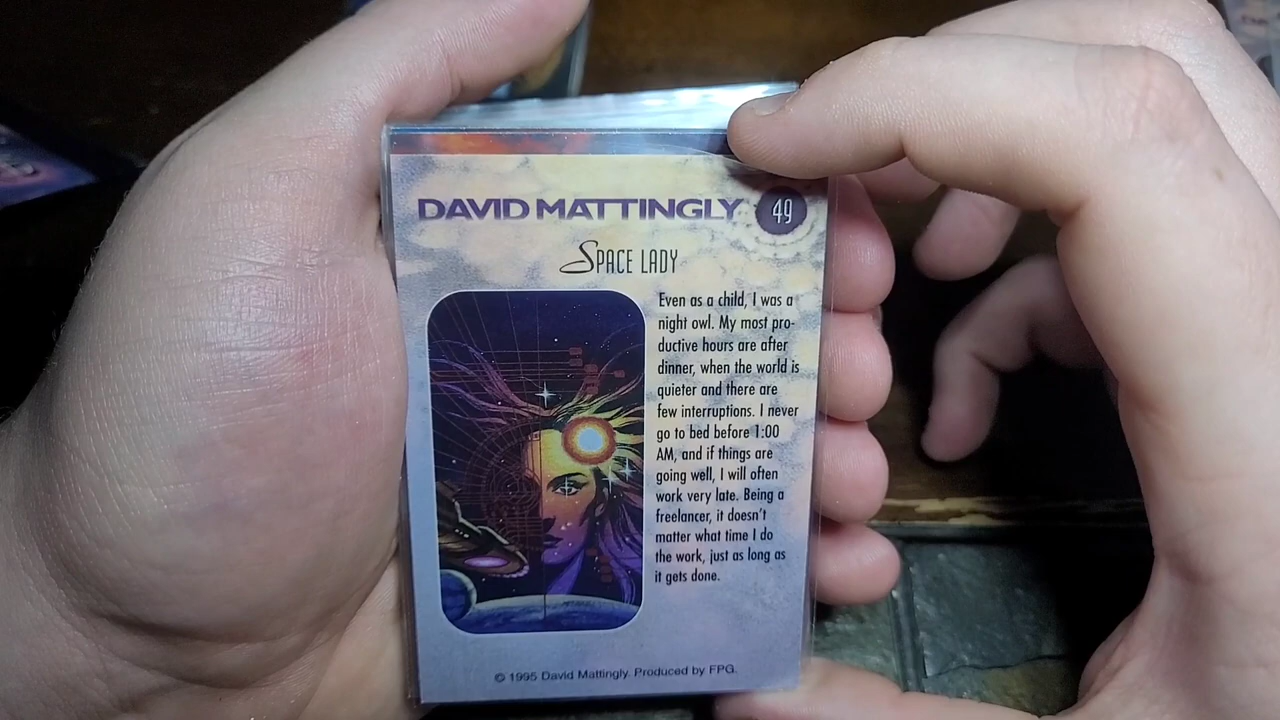 DAVID MATTINGLY 49
SPACE LADY
Even as a child, I was a
night owl. My most pro-
ductive hours are after
dinner, when the world is
quieter and there are
few interruptions. I never
go to bed before 1:00
AM, and if things are
going well, I will often
work very late. Being a
freelancer, it doesn't
matter what time I do
the work, just as long as
it gets done.
© 1995 David Mattingly. Produced by FPG.